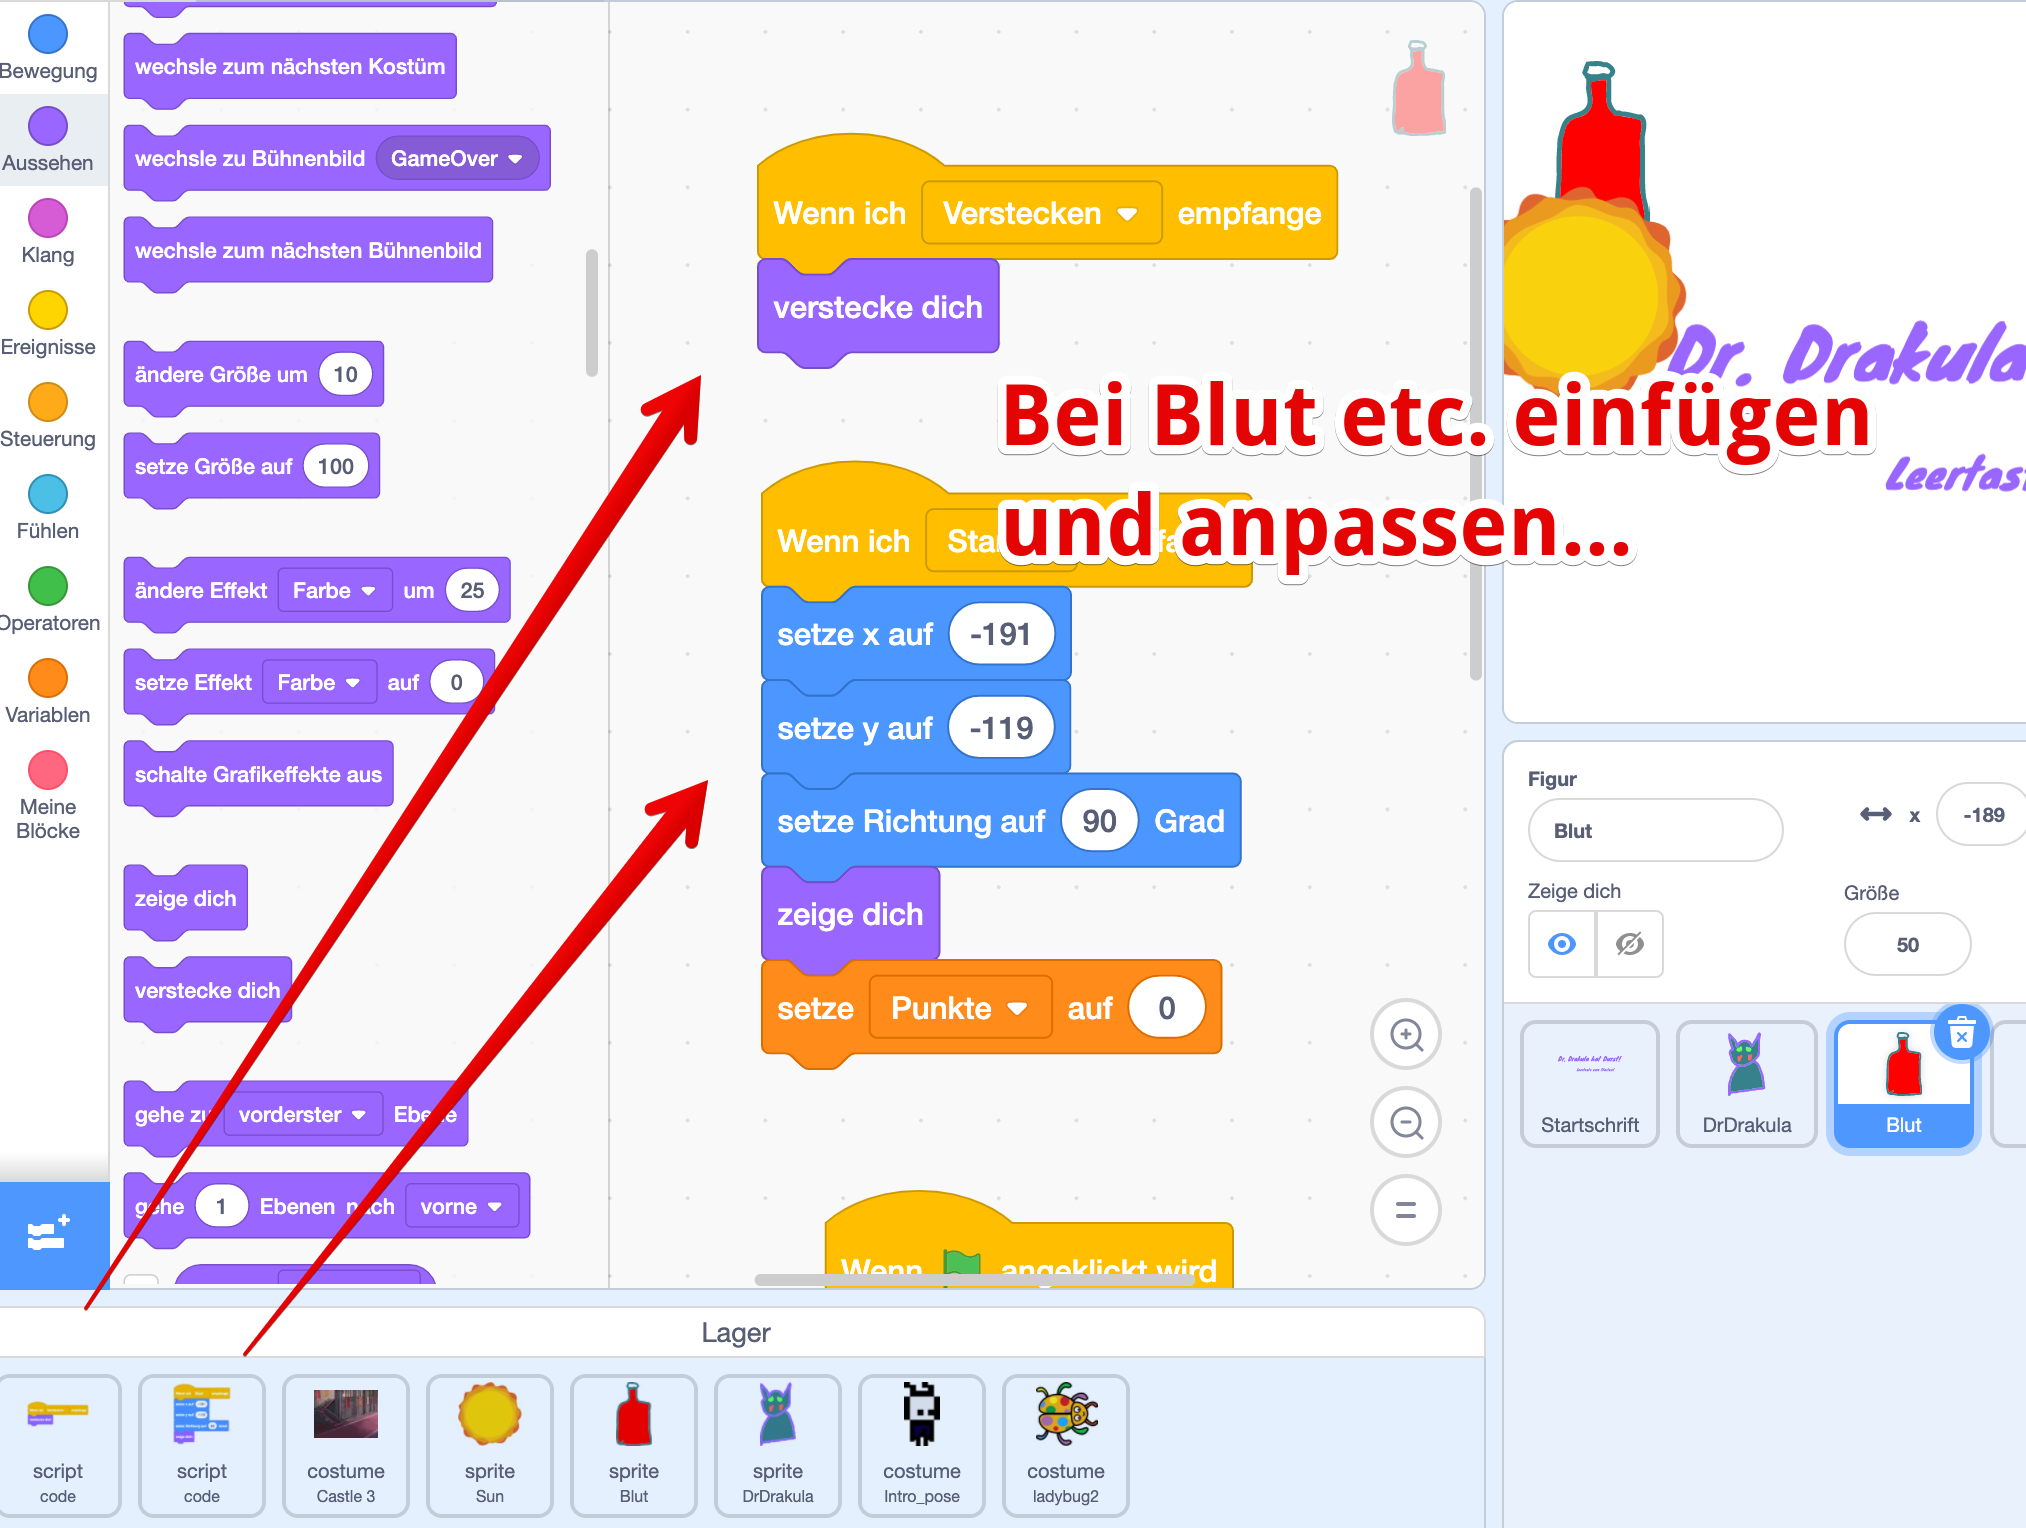 Bewegung
Aussehen
Klang
Ereignisse
Steuerung
Fühlen
Operatoren
Variablen
Meine
Blöcke
wechsle zum nächsten Kostüm
wechsle zu Bühnenbild GameOver
wechsle zum nächsten Bühnenbild
ändere Größe um 10
setze Größe auf 100
ändere Effekt Farbe um 25
setze Effekt Farbe auf 0
schalte Grafikeffekte aus
zeige dich
verstecke dich
gehe zu vorderster Ebene
gehe 1 Ebenen nach vorne
Wenn ich Verstecken empfange
verstecke dich
Bei Blut etc. einfügen
und anpassen...
Wenn ich
setze x auf -191
setze y auf -119
setze Richtung auf 90 Grad
zeige dich
setze Punkte auf 0
Wenn angeklickt wird
Dr. Drakula
Figur
Blut
x -189
Zeige dich
Größe
50
Dr. Drakula hat Durst!
Startschrift
DrDrakula
Blut
Lager
script
code
script
code
costume
Castle 3
sprite
Sun
sprite
Blut
sprite
DrDrakula
costume
Intro_pose
costume
ladybug2